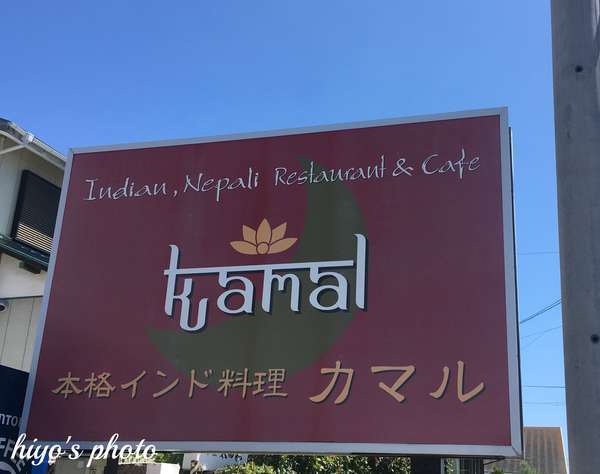 Indian, Nepali Restaurant & Cafe
Kamal
本格インド料理 カマル
hiyo's photo